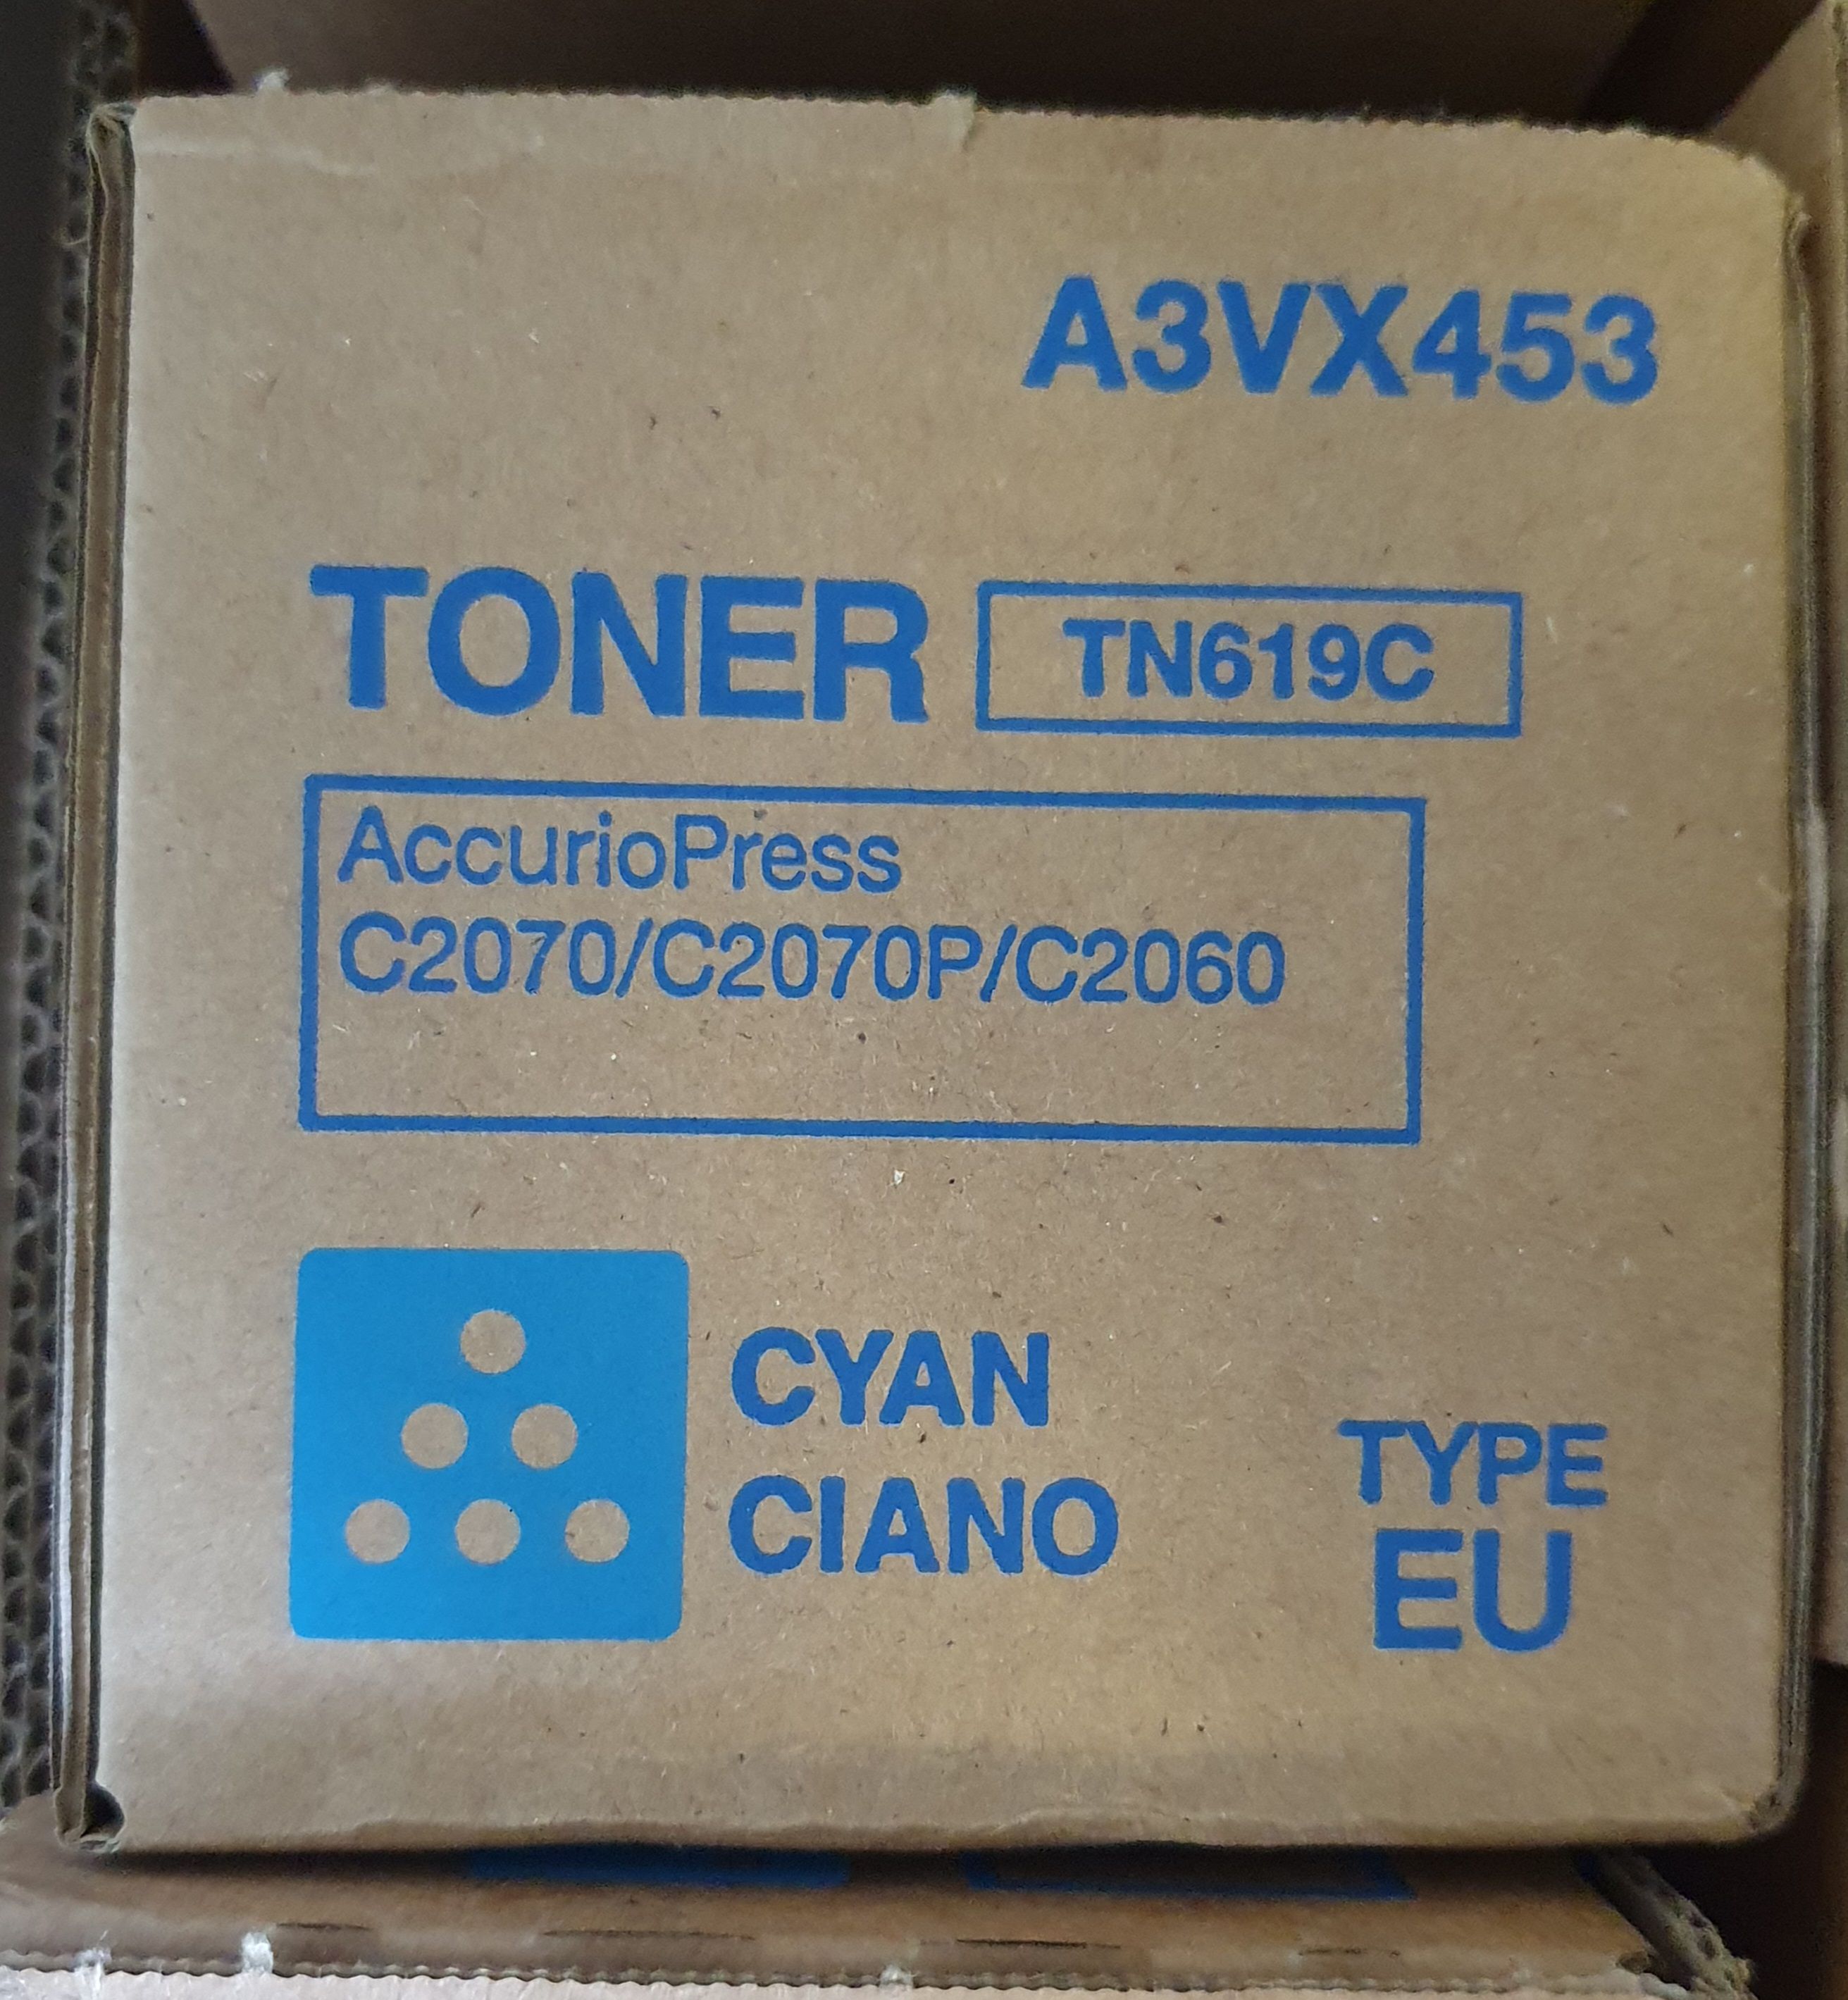 A3VX453
TONER TN619C
AccurioPress
C2070/C2070P/C2060
CYAN
CIANO
TYPE
EU